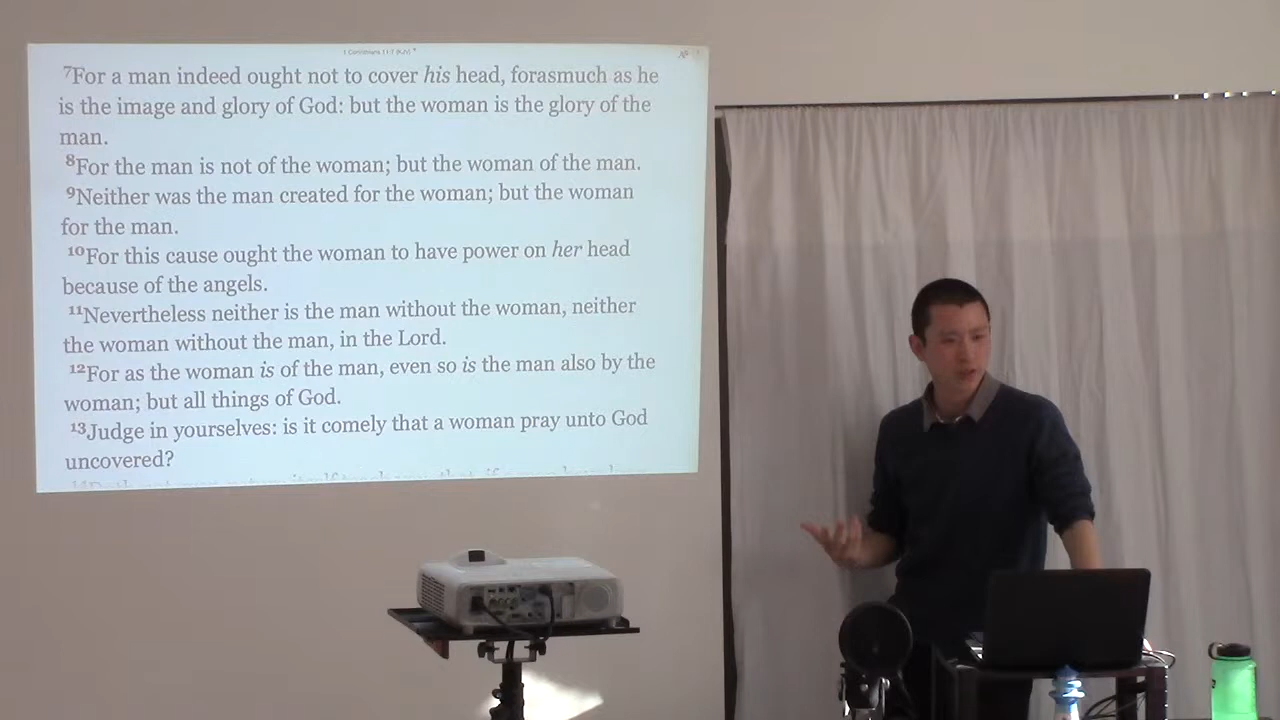 1 Corinthians 11:7 (KJV)
⁷For a man indeed ought not to cover his head, forasmuch as he
is the image and glory of God: but the woman is the glory of the
man.
⁸For the man is not of the woman; but the woman of the man.
⁹Neither was the man created for the woman; but the woman
for the man.
¹⁰For this cause ought the woman to have power on her head
because of the angels.
¹¹Nevertheless neither is the man without the woman, neither
the woman without the man, in the Lord.
¹²For as the woman is of the man, even so is the man also by the
woman; but all things of God.
¹³Judge in yourselves: is it comely that a woman pray unto God
uncovered?